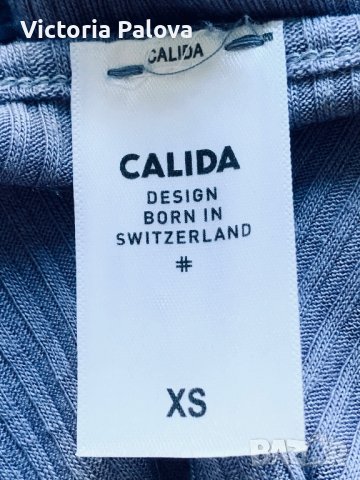 Victoria Palova
CALIDA
CALIDA
DESIGN
BORN IN
SWITZERLAND
#
XS